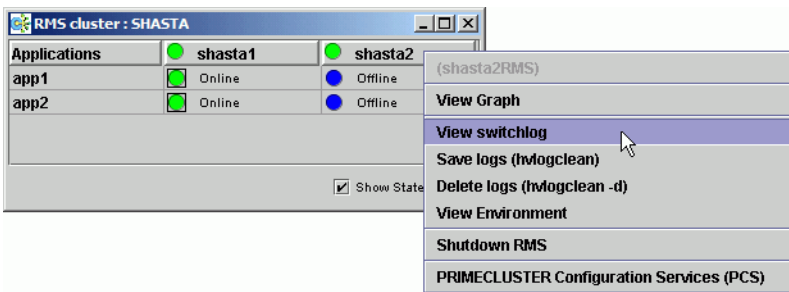 RMS cluster : SHASTA
Applications shasta1 shasta2
(shasta2RMS)
app1 Online Offline
View Graph
app2 Online Offline
View switchlog
Save logs (hvlogclean)
Show State
Delete logs (hvlogclean -d)
View Environment
Shutdown RMS
PRIMECLUSTER Configuration Services (PCS)